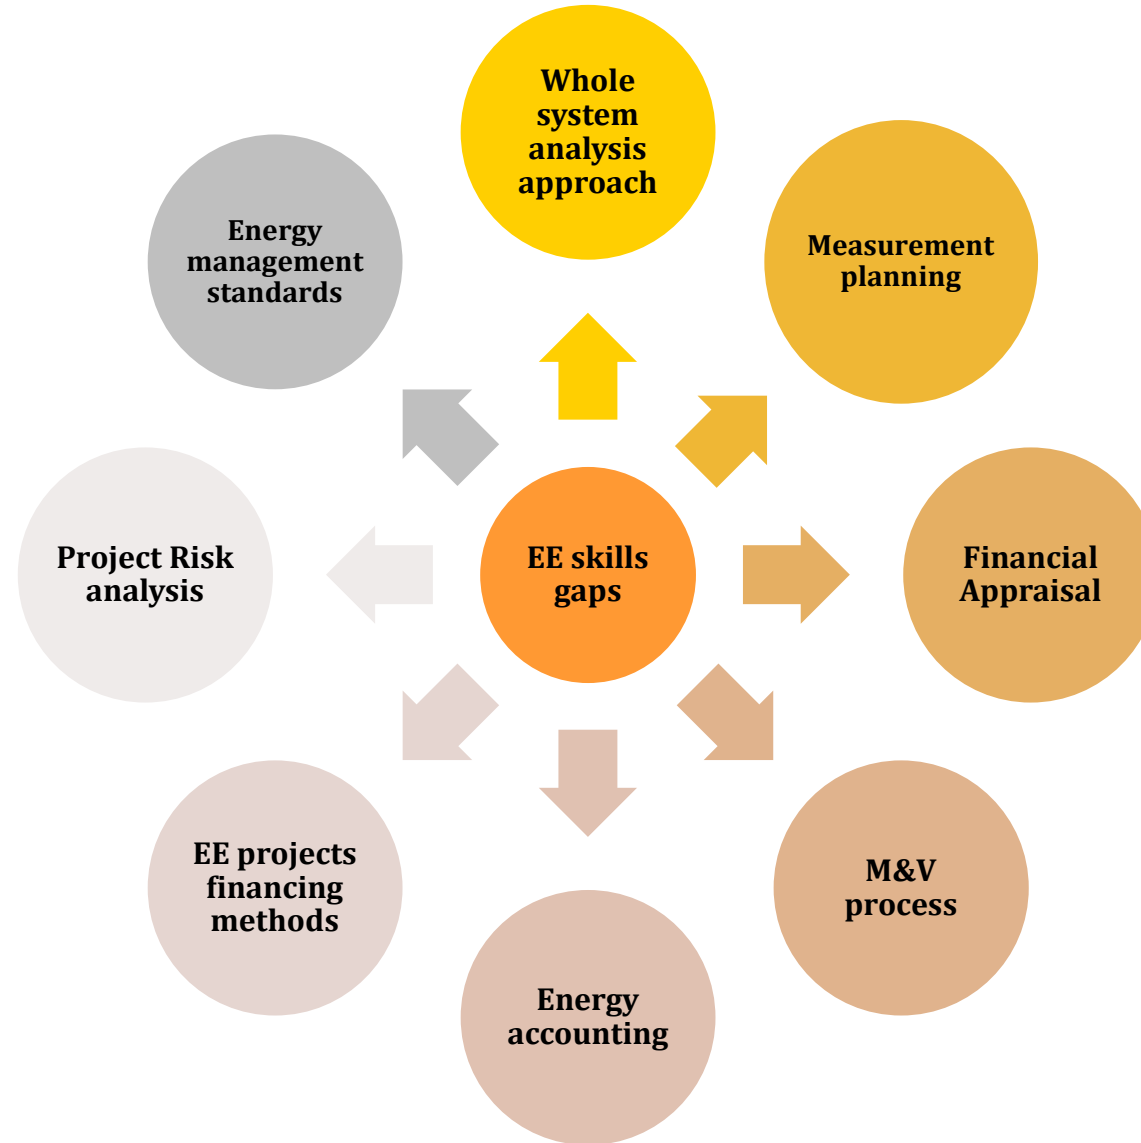 Whole
system
analysis
approach
Measurement
planning
Financial
Appraisal
M&V
process
Energy
accounting
EE projects
financing
methods
Project Risk
analysis
Energy
management
standards
EE skills
gaps